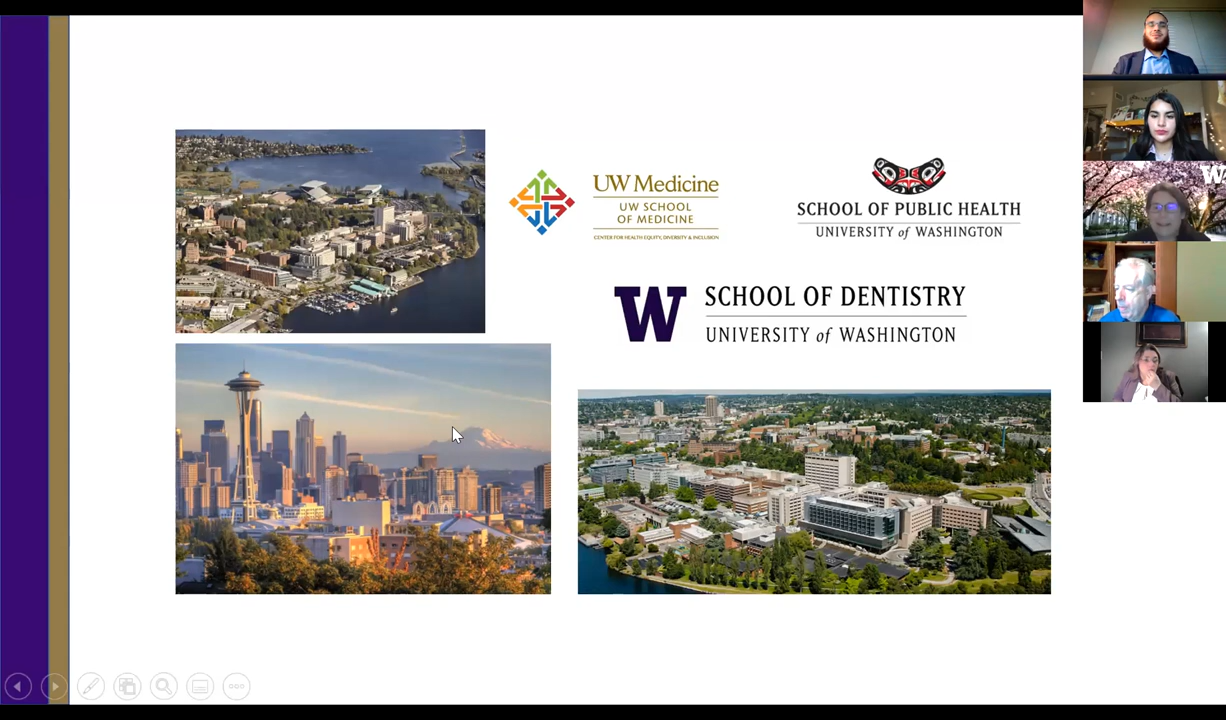 UW Medicine
UW SCHOOL
OF MEDICINE
CENTER FOR HEALTH EQUITY, DIVERSITY & INCLUSION
SCHOOL OF PUBLIC HEALTH
UNIVERSITY of WASHINGTON
W SCHOOL OF DENTISTRY
UNIVERSITY of WASHINGTON
W